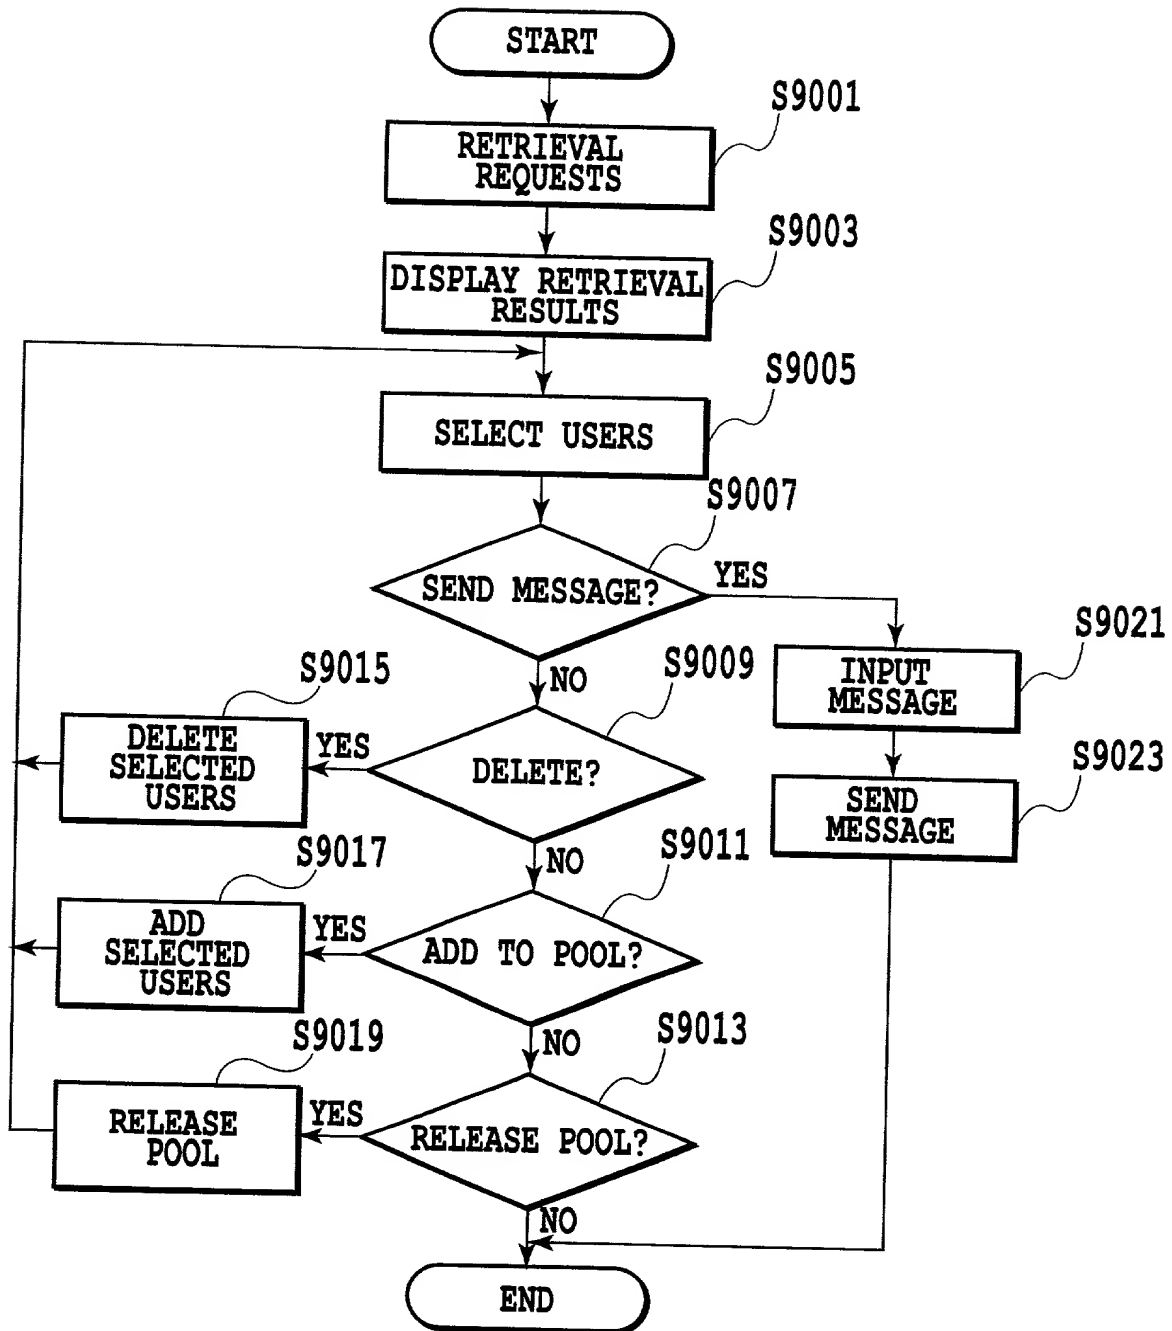 START
S9001
RETRIEVAL
REQUESTS
S9003
DISPLAY RETRIEVAL
RESULTS
S9005
SELECT USERS
S9007
SEND MESSAGE?
YES
S9021
INPUT
MESSAGE
NO
S9009
S9015
DELETE
SELECTED
USERS
YES
DELETE?
S9023
SEND
MESSAGE
NO
S9011
S9017
ADD
SELECTED
USERS
YES
ADD TO POOL?
NO
S9013
S9019
RELEASE
POOL
YES
RELEASE POOL?
NO
END